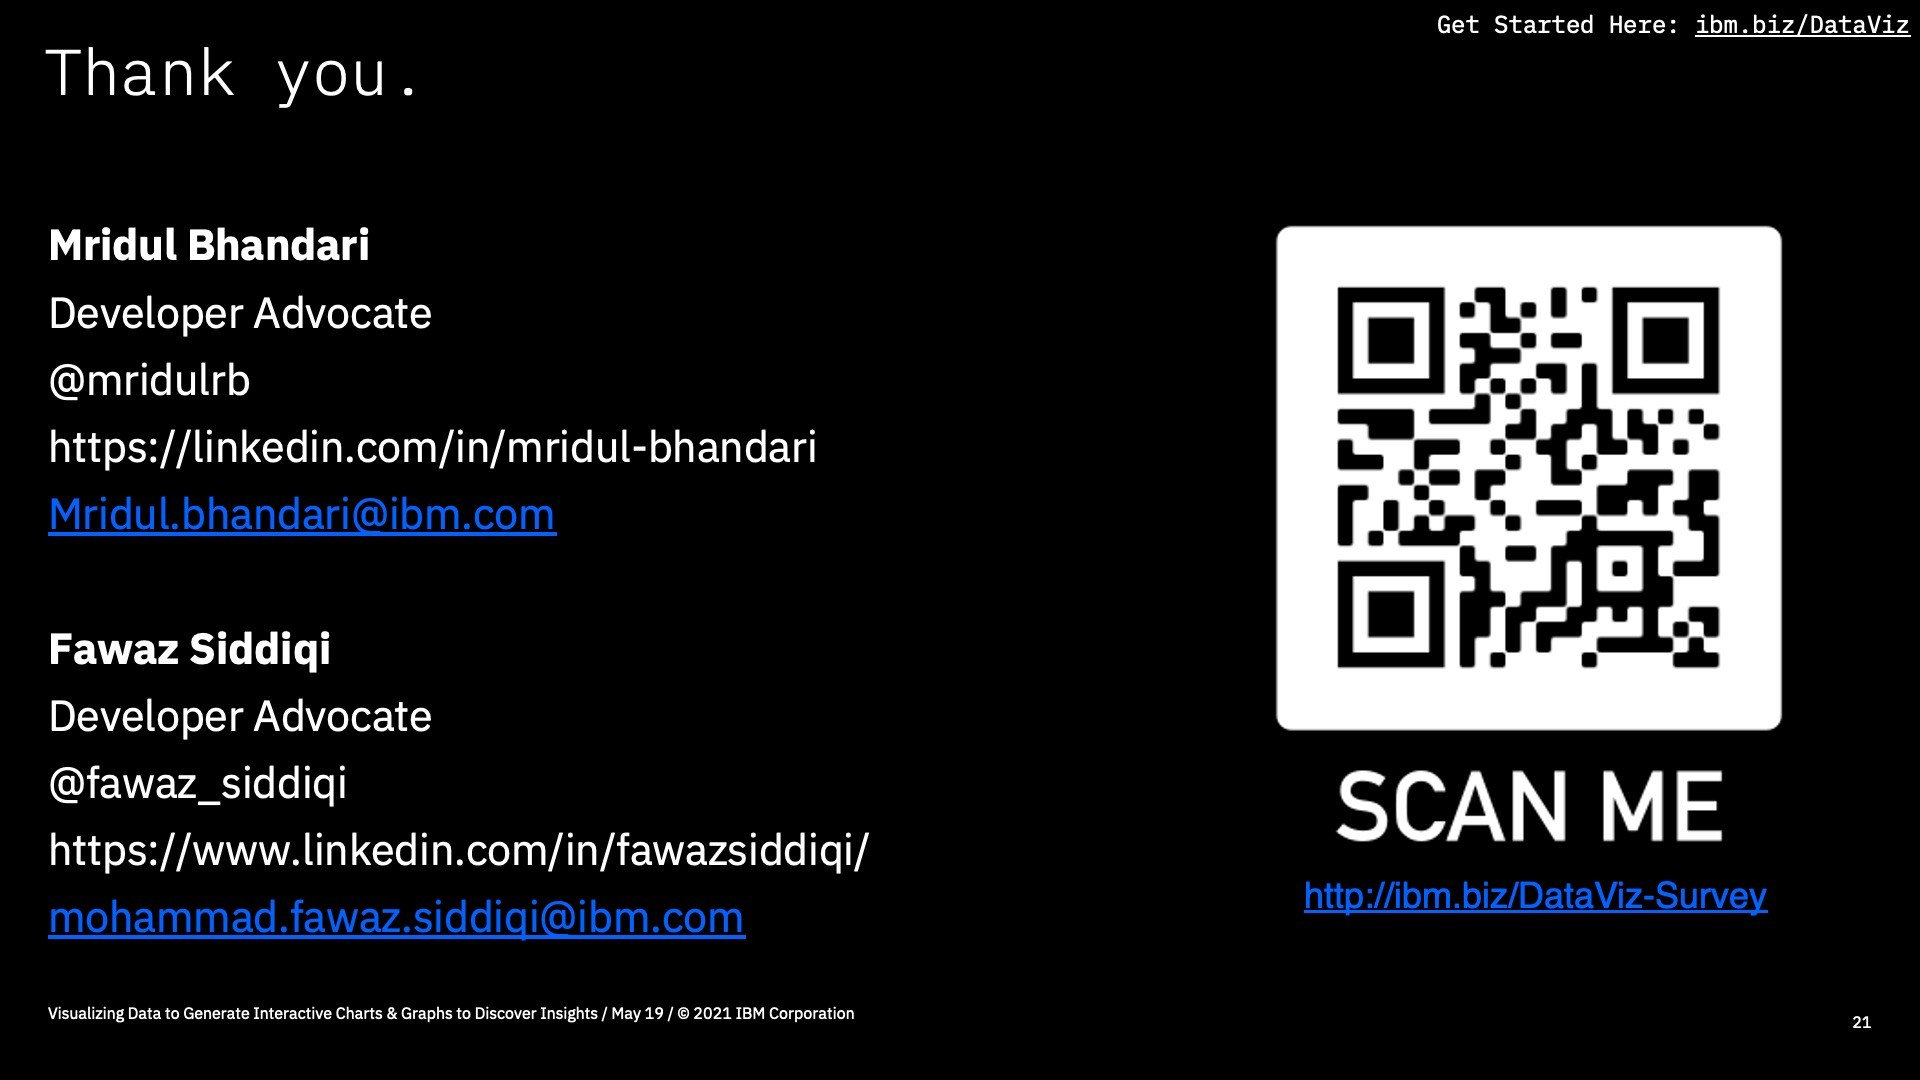 Get Started Here: ibm.biz/DataViz
Thank you.
Mridul Bhandari
Developer Advocate
@mridulrb
https://linkedin.com/in/mridul-bhandari
Mridul.bhandari@ibm.com
Fawaz Siddiqi
Developer Advocate
@fawaz_siddiqi
https://www.linkedin.com/in/fawazsiddiqi/
mohammad.fawaz.siddiqi@ibm.com
SCAN ME
http://ibm.biz/DataViz-Survey
Visualizing Data to Generate Interactive Charts & Graphs to Discover Insights / May 19 / © 2021 IBM Corporation
21